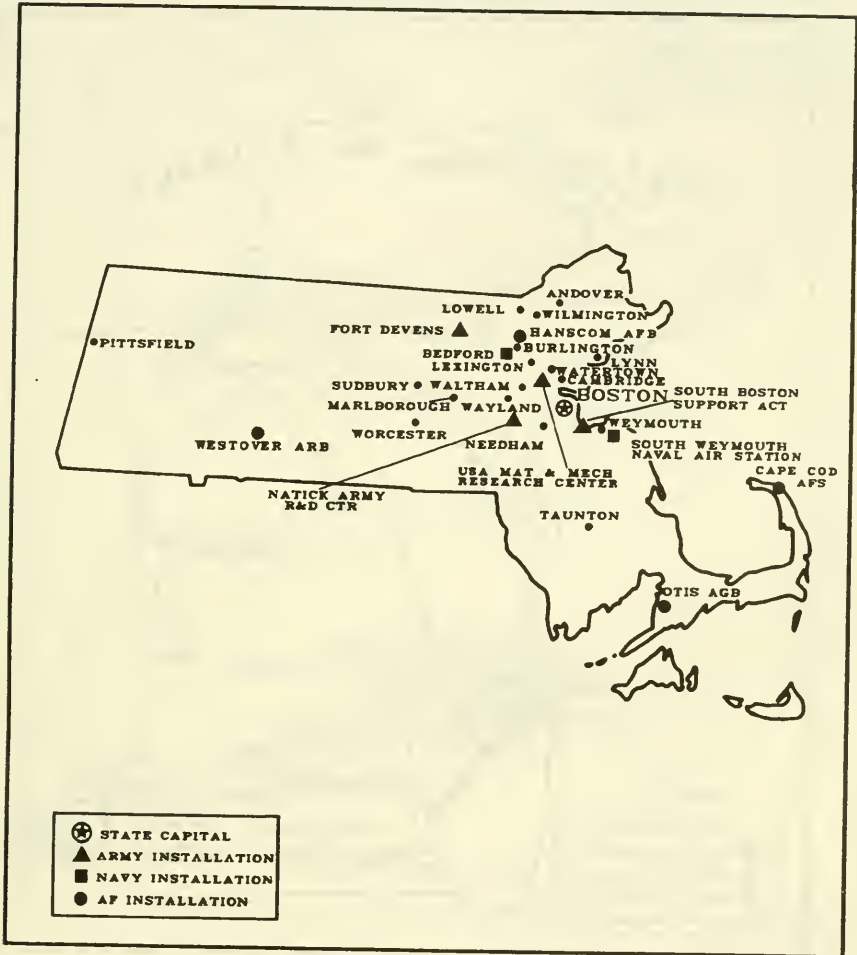 ANDOVER
LOWELL
WILMINGTON
FORT DEVENS
HANSCOM AFB
PITTSFIELD
BURLINGTON
BEDFORD
LYNN
LEXINGTON
WATERTOWN
CAMBRIDGE
SUDBURY
WALTHAM
BOSTON
SOUTH BOSTON
SUPPORT ACT
MARLBOROUGH
WAYLAND
WEYMOUTH
WORCESTER
WESTOVER ARB
NEEDHAM
SOUTH WEYMOUTH
NAVAL AIR STATION
USA MAT & MECH
RESEARCH CENTER
CAPE COD
AFS
NATICK ARMY
R&D CTR
TAUNTON
OTIS AGB
STATE CAPITAL
ARMY INSTALLATION
NAVY INSTALLATION
AF INSTALLATION